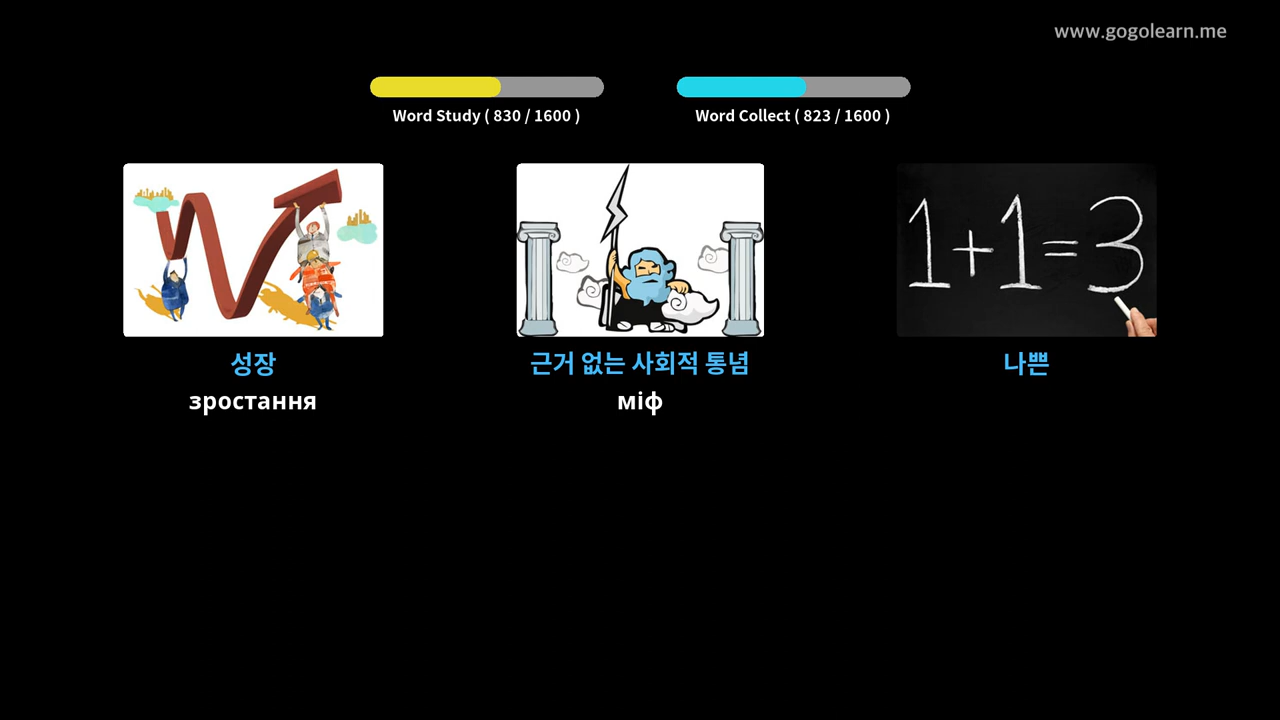 www.gogolearn.me
Word Study ( 830 / 1600 )
Word Collect ( 823 / 1600 )
1+1=3
성장
근거 없는 사회적 통념
나쁜
зростання
міф